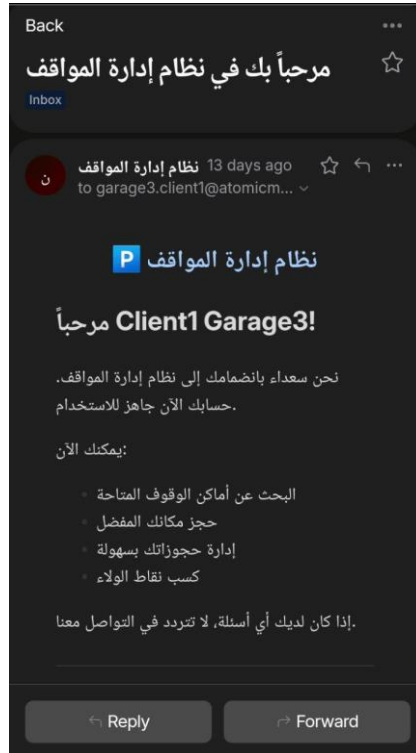 Back
مرحباً بك في نظام إدارة المواقف
Inbox
ن
نظام إدارة المواقف 13 days ago
to garage3.client1@atomicm...
نظام إدارة المواقف P
مرحباً Client1 Garage3!
نحن سعداء بانضمامك إلى نظام إدارة المواقف.
حسابك الآن جاهز للاستخدام.
يمكنك الآن:
البحث عن أماكن الوقوف المتاحة
حجز مكانك المفضل
إدارة حجوزاتك بسهولة
كسب نقاط الولاء
إذا كان لديك أي أسئلة، لا تتردد في التواصل معنا.
Reply
Forward